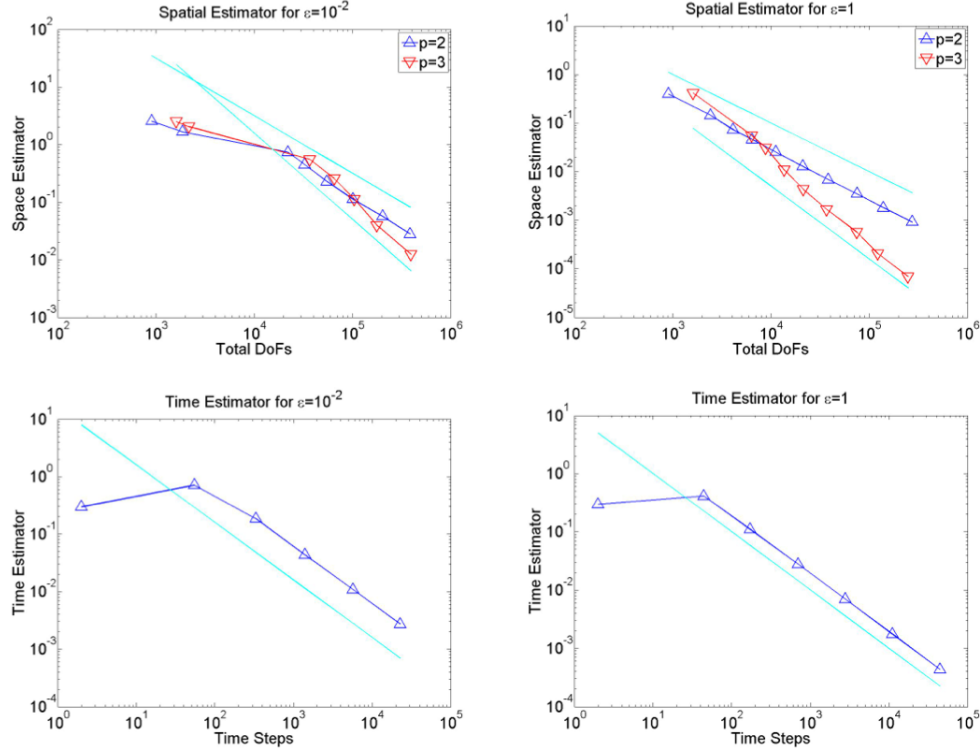 Spatial Estimator for ε=10⁻²
Space Estimator
10²
10¹
10⁰
10⁻¹
10⁻²
10⁻³
p=2
p=3
10² 10³ 10⁴ 10⁵ 10⁶
Total DoFs
Spatial Estimator for ε=1
Space Estimator
10¹
10⁰
10⁻¹
10⁻²
10⁻³
10⁻⁴
10⁻⁵
p=2
p=3
10² 10³ 10⁴ 10⁵ 10⁶
Total DoFs
Time Estimator for ε=10⁻²
Time Estimator
10¹
10⁰
10⁻¹
10⁻²
10⁻³
10⁻⁴
10⁰ 10¹ 10² 10³ 10⁴ 10⁵
Time Steps
Time Estimator for ε=1
Time Estimator
10¹
10⁰
10⁻¹
10⁻²
10⁻³
10⁻⁴
10⁰ 10¹ 10² 10³ 10⁴ 10⁵
Time Steps